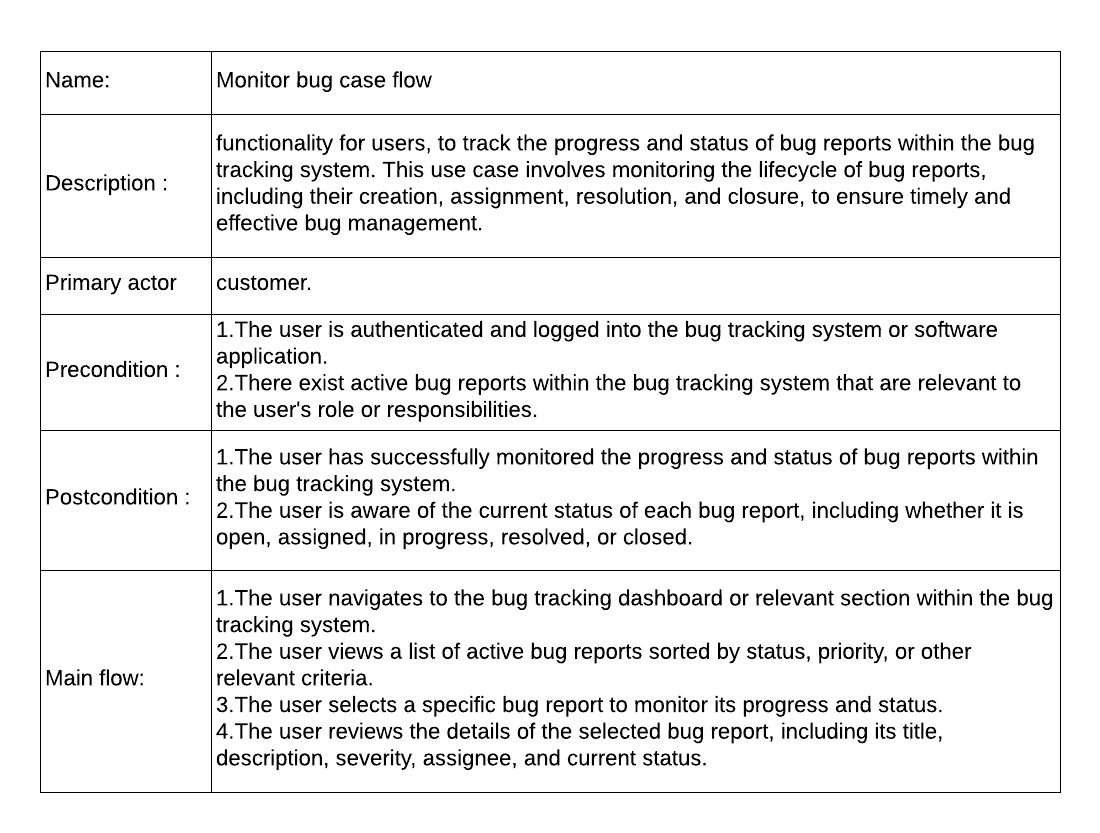 Name:
Monitor bug case flow
Description :
functionality for users, to track the progress and status of bug reports within the bug
tracking system. This use case involves monitoring the lifecycle of bug reports,
including their creation, assignment, resolution, and closure, to ensure timely and
effective bug management.
Primary actor
customer.
Precondition :
1.The user is authenticated and logged into the bug tracking system or software
application.
2.There exist active bug reports within the bug tracking system that are relevant to
the user's role or responsibilities.
Postcondition :
1.The user has successfully monitored the progress and status of bug reports within
the bug tracking system.
2.The user is aware of the current status of each bug report, including whether it is
open, assigned, in progress, resolved, or closed.
Main flow:
1.The user navigates to the bug tracking dashboard or relevant section within the bug
tracking system.
2.The user views a list of active bug reports sorted by status, priority, or other
relevant criteria.
3.The user selects a specific bug report to monitor its progress and status.
4.The user reviews the details of the selected bug report, including its title,
description, severity, assignee, and current status.